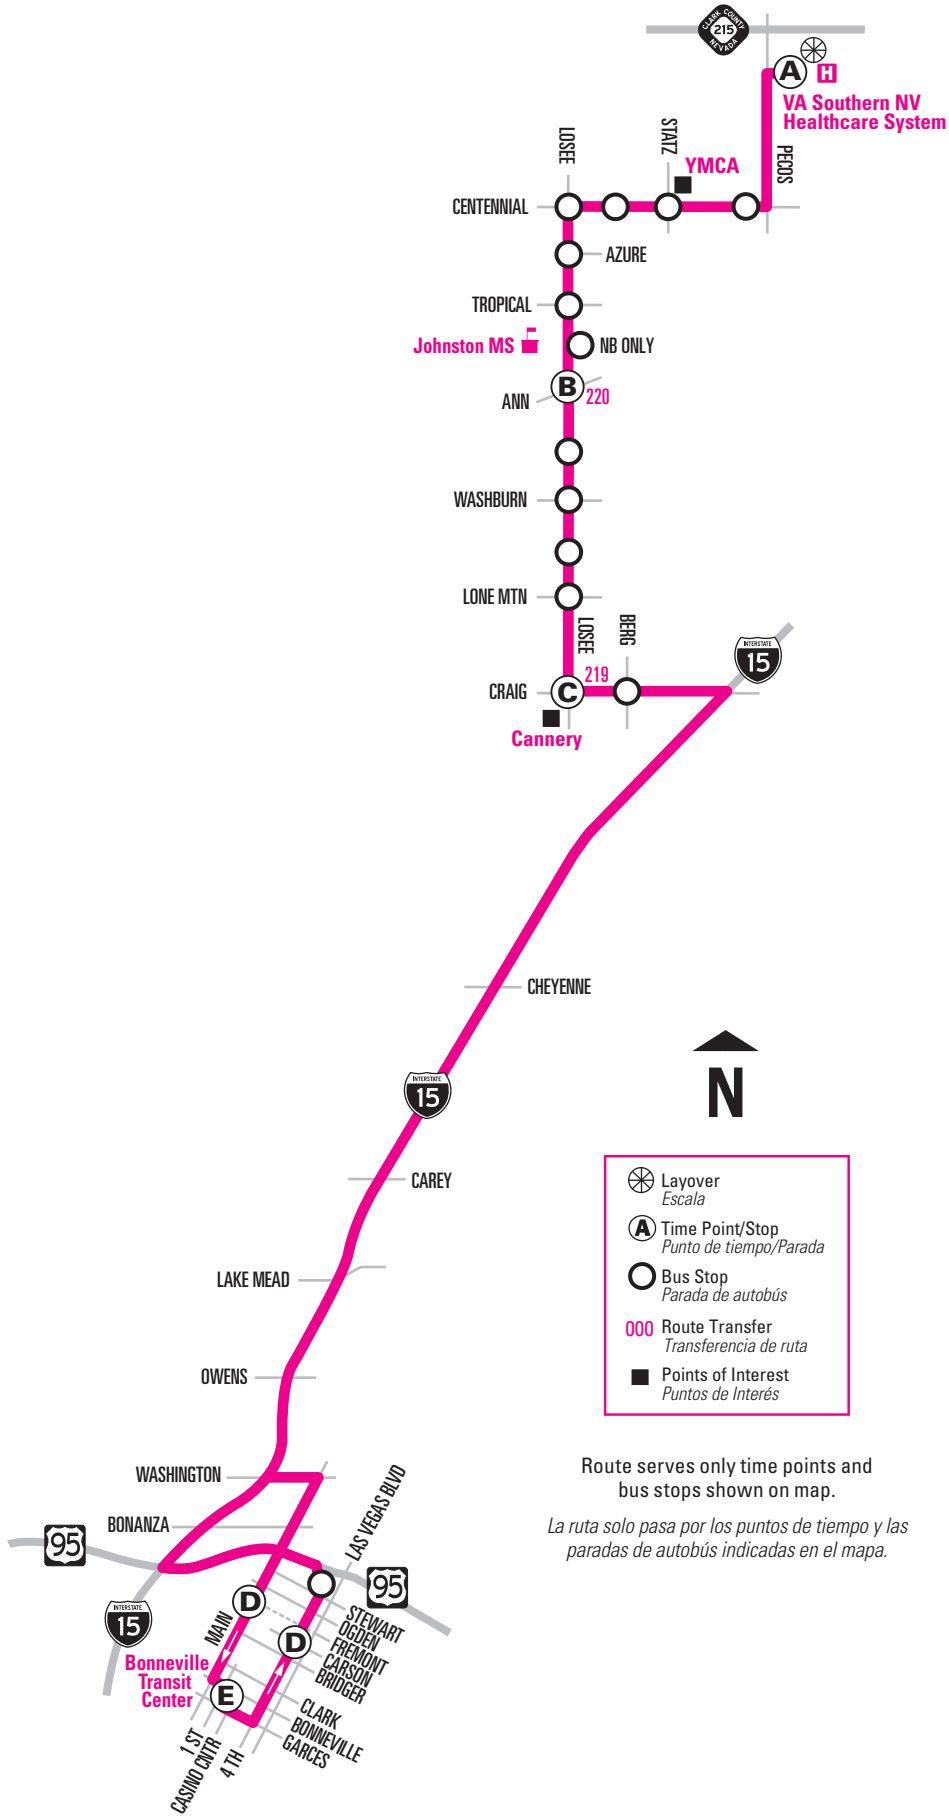 CLARK COUNTY
215
NEVADA
A
H
VA Southern NV
Healthcare System
LOSEE
STATZ
YMCA
PECOS
CENTENNIAL
AZURE
TROPICAL
Johnston MS
NB ONLY
B
220
ANN
WASHBURN
LONE MTN
LOSEE
BERG
INTERSTATE
15
219
CRAIG
C
Cannery
CHEYENNE
INTERSTATE
15
N
CAREY
LAKE MEAD
OWENS
WASHINGTON
BONANZA
LAS VEGAS BLVD
95
95
INTERSTATE
15
D
D
MAIN
STEWART
OGDEN
FREMONT
CARSON
BRIDGER
Bonneville
Transit
Center
E
CLARK
BONNEVILLE
GARCES
1 ST
CASINO CNTR
4 TH
Layover
Escala
A
Time Point/Stop
Punto de tiempo/Parada
Bus Stop
Parada de autobús
000
Route Transfer
Transferencia de ruta
Points of Interest
Puntos de Interés
Route serves only time points and
bus stops shown on map.
La ruta solo pasa por los puntos de tiempo y las
paradas de autobús indicadas en el mapa.